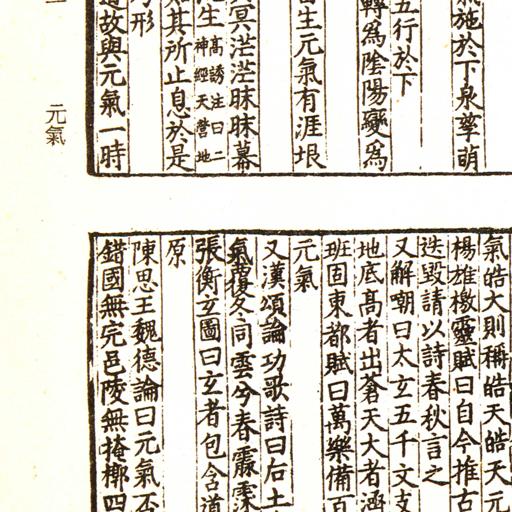 施於下泉孳萌
五行於下
轉爲陰陽變爲
主元氣有涯垠
冥茫茫昧昧幕
生高誘注曰二神經天營地
知其所止息於是
形
故與元氣一時
元氣
氣皓大則稱皓天皓天元
楊雄檄靈賦曰自今推古
迭毀請以詩春秋言之
又解嘲曰太玄五千文支
地底高者出蒼天大者涵
班固東都賦曰萬樂備百
元氣
又漢頌論功歌詩曰后土
氣覆冬同雲兮春霢霂
張衡玄圖曰玄者包含道
原
陳思王魏德論曰元氣否
錯國無完邑陵無掩槨四